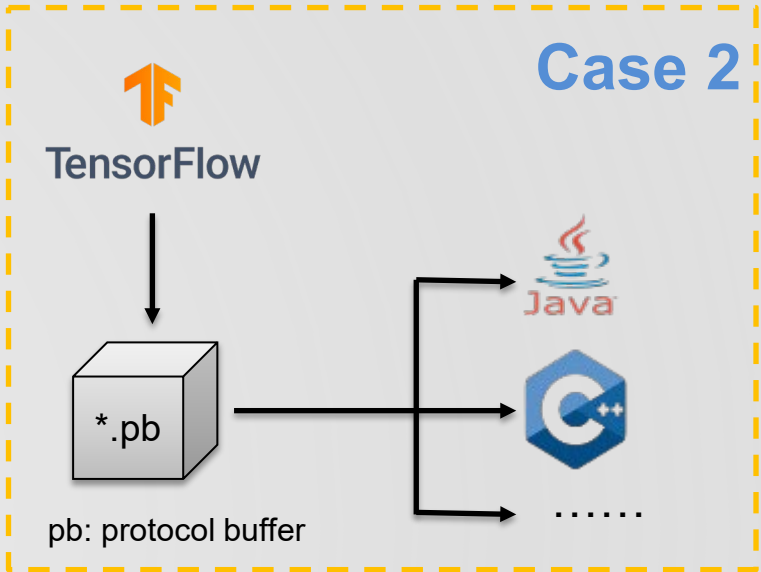 Case 2
TensorFlow
Java
*.pb
C++
pb: protocol buffer
......